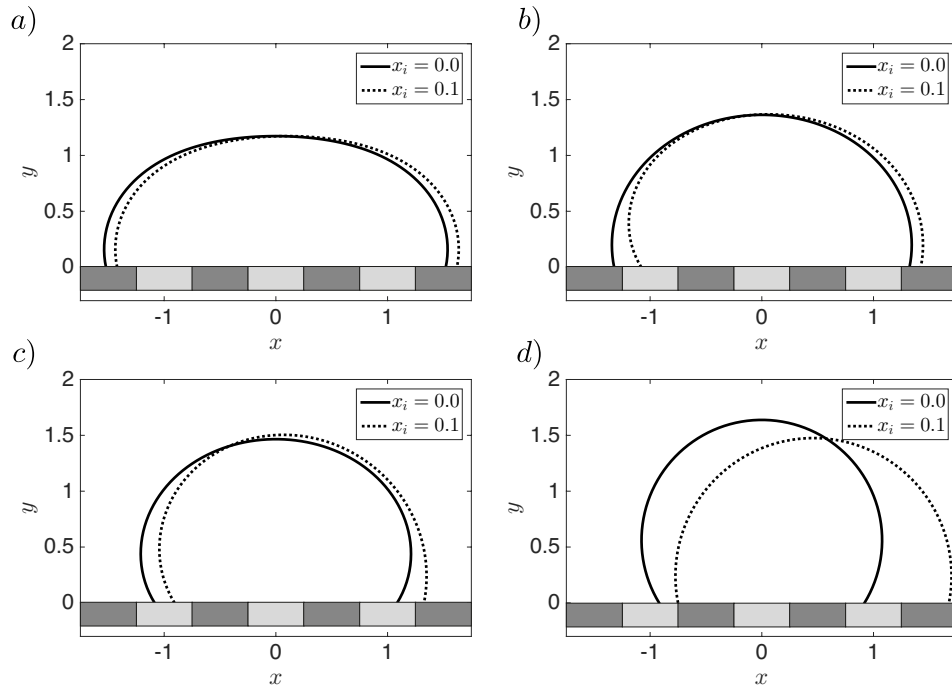 a)
2
1.5
1
0.5
0
y
x_i = 0.0
x_i = 0.1
-1 0 1
x
b)
2
1.5
1
0.5
0
y
x_i = 0.0
x_i = 0.1
-1 0 1
x
c)
2
1.5
1
0.5
0
y
x_i = 0.0
x_i = 0.1
-1 0 1
x
d)
2
1.5
1
0.5
0
y
x_i = 0.0
x_i = 0.1
-1 0 1
x